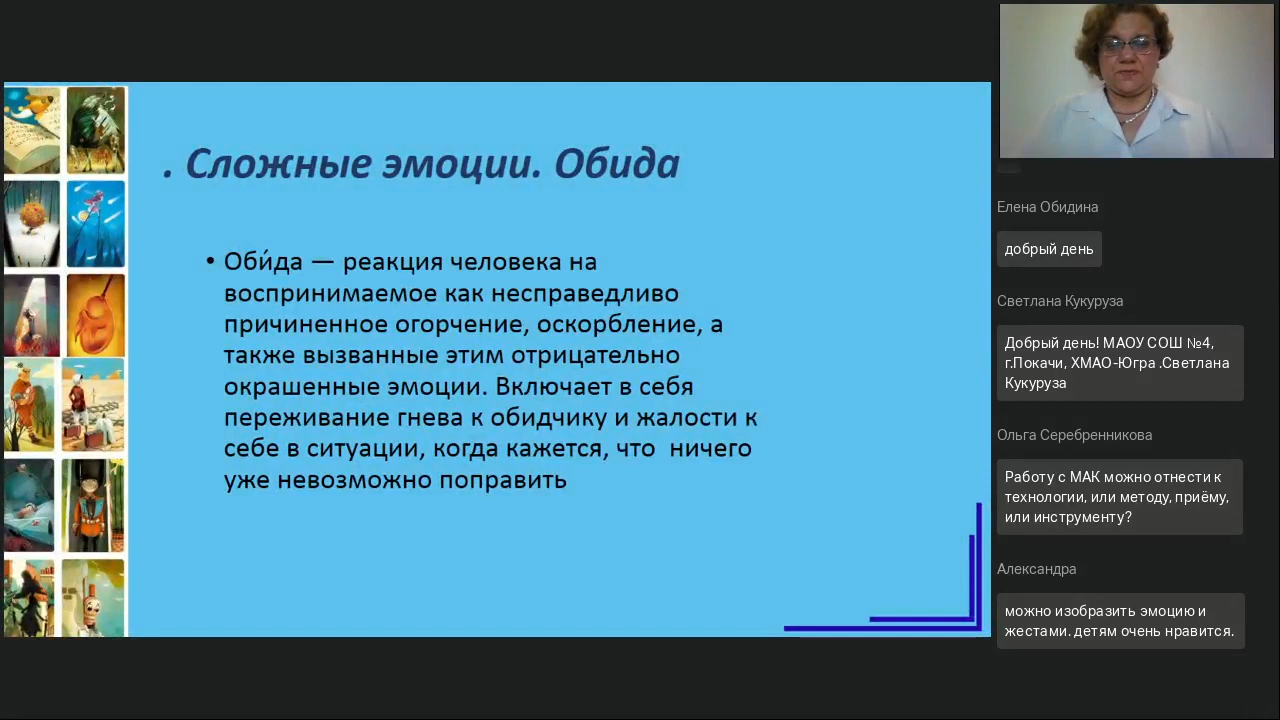 . Сложные эмоции. Обида
• Оби́да — реакция человека на
воспринимаемое как несправедливо
причиненное огорчение, оскорбление, а
также вызванные этим отрицательно
окрашенные эмоции. Включает в себя
переживание гнева к обидчику и жалости к
себе в ситуации, когда кажется, что  ничего
уже невозможно поправить
Елена Обидина
добрый день
Светлана Кукуруза
Добрый день! МАОУ СОШ №4,
г.Покачи, ХМАО-Югра .Светлана
Кукуруза
Ольга Серебренникова
Работу с МАК можно отнести к
технологии, или методу, приёму,
или инструменту?
Александра
можно изобразить эмоцию и
жестами. детям очень нравится.